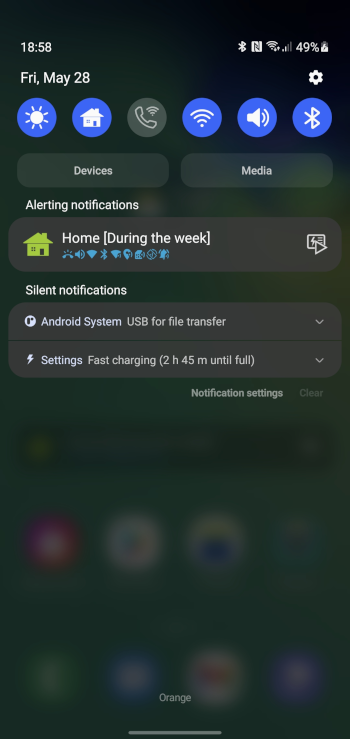 18:58
49%
Fri, May 28
Devices
Media
Alerting notifications
Home [During the week]
Silent notifications
Android System USB for file transfer
Settings Fast charging (2 h 45 m until full)
Notification settings
Clear
Orange